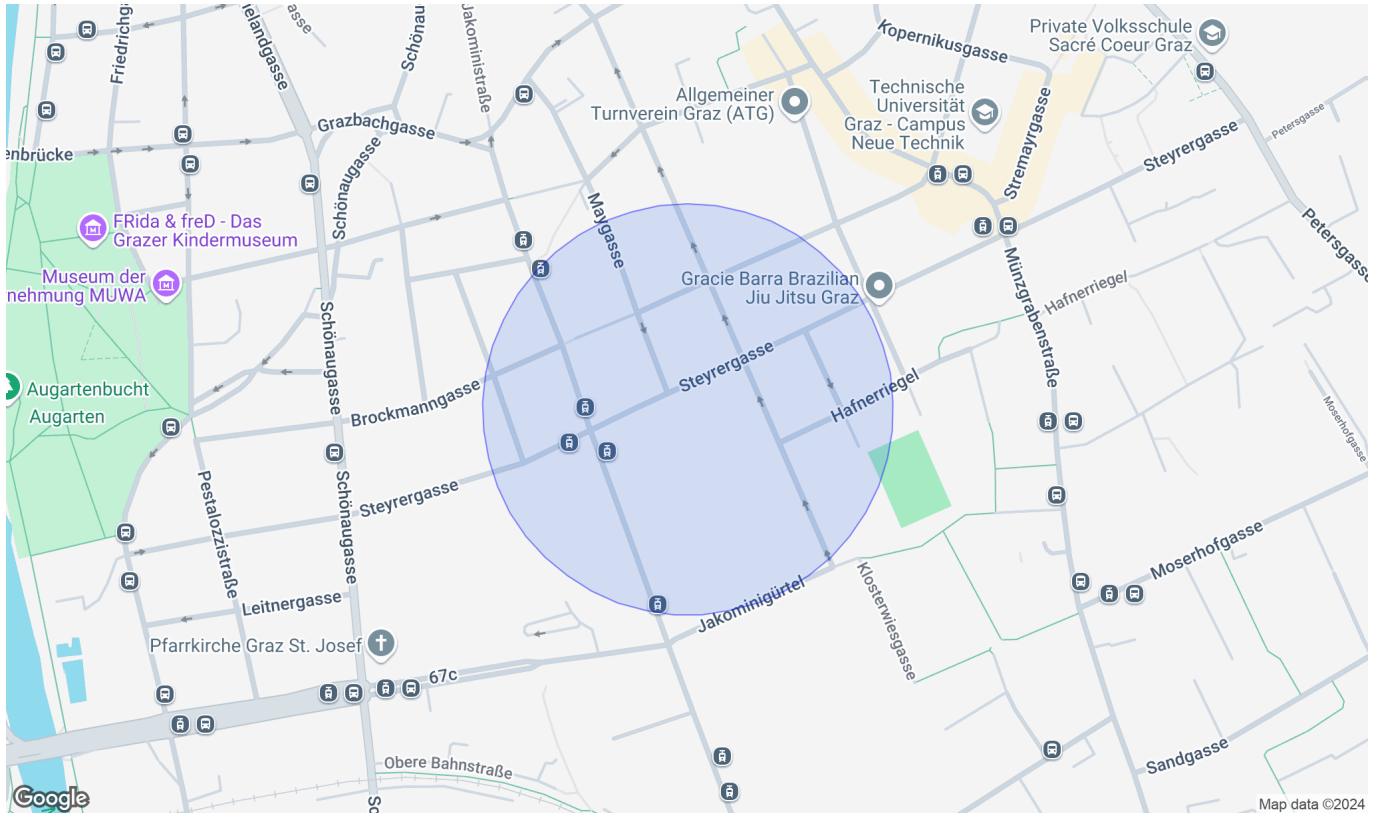 Friedrichg
ielandgasse
Schönau
Jakoministraße
Kopernikusgasse
Private Volksschule
Sacré Coeur Graz
Allgemeiner
Turnverein Graz (ATG)
Technische
Universität
Graz - Campus
Neue Technik
Stremayrgasse
Petersgasse
Steyrergasse
Grazbachgasse
enbrücke
Schönaugasse
Maygasse
Petersgasse
FRida & freD - Das
Grazer Kindermuseum
Museum der
nehmung MUWA
Gracie Barra Brazilian
Jiu Jitsu Graz
Münzgrabenstraße
Hafnerriegel
Schönaugasse
Steyrergasse
Augartenbucht
Augarten
Brockmanngasse
Hafnerriegel
Moserhofgasse
Pestalozzistraße
Schönaugasse
Steyrergasse
Moserhofgasse
Leitnergasse
Jakominigürtel
Klosterwiesgasse
Pfarrkirche Graz St. Josef
67c
Obere Bahnstraße
Sandgasse
Sc
Google
Map data ©2024